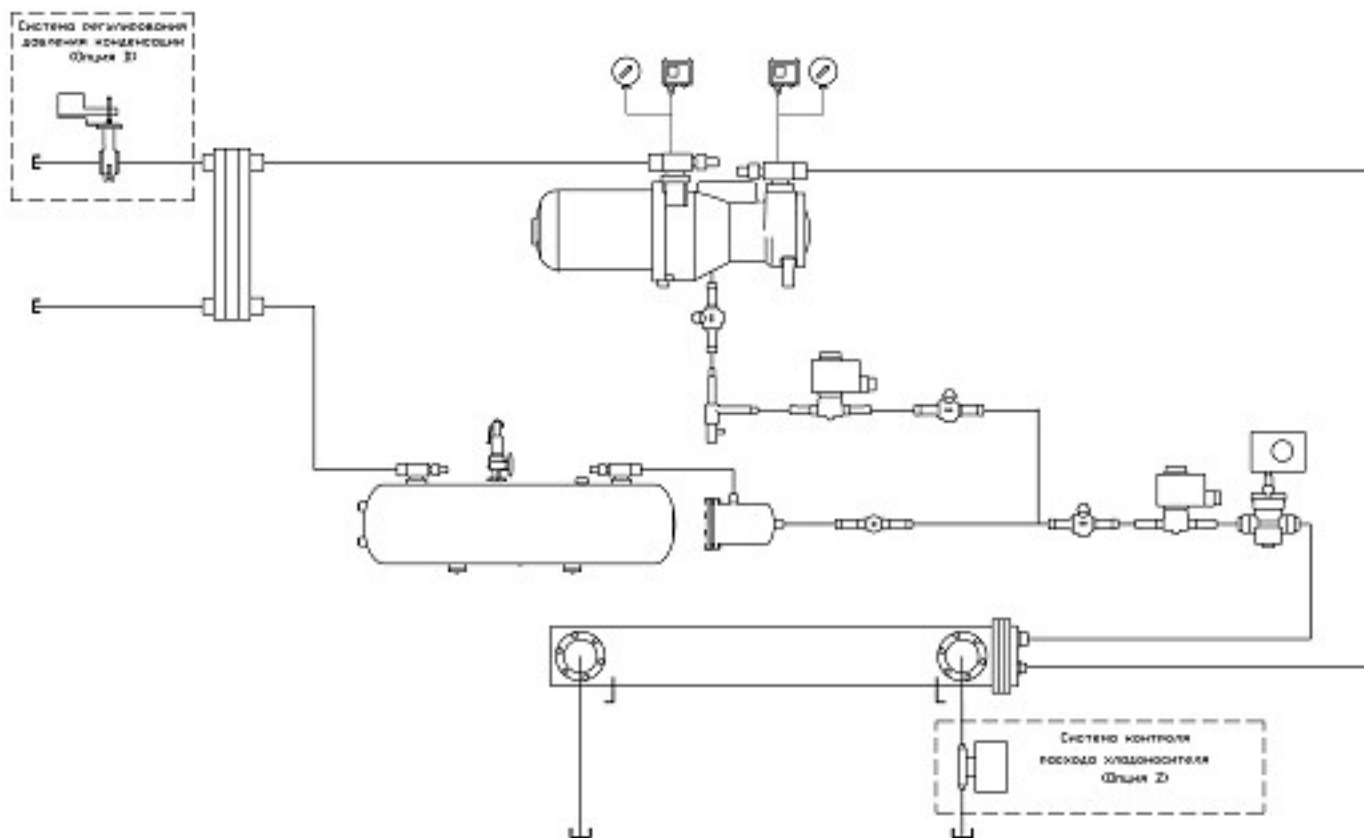 Система регулирования
давления конденсации
(Опция 3)
Система контроля
расхода хладоносителя
(Опция 2)